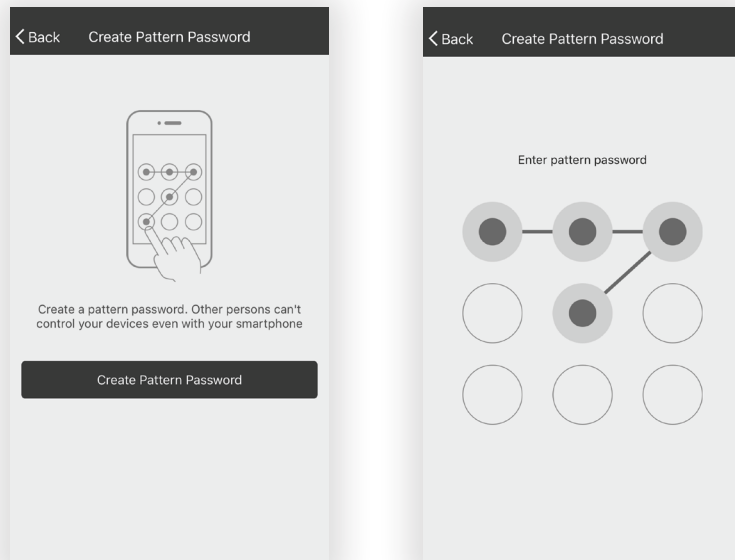 Back
Create Pattern Password
Create a pattern password. Other persons can't
control your devices even with your smartphone
Create Pattern Password
Back
Create Pattern Password
Enter pattern password